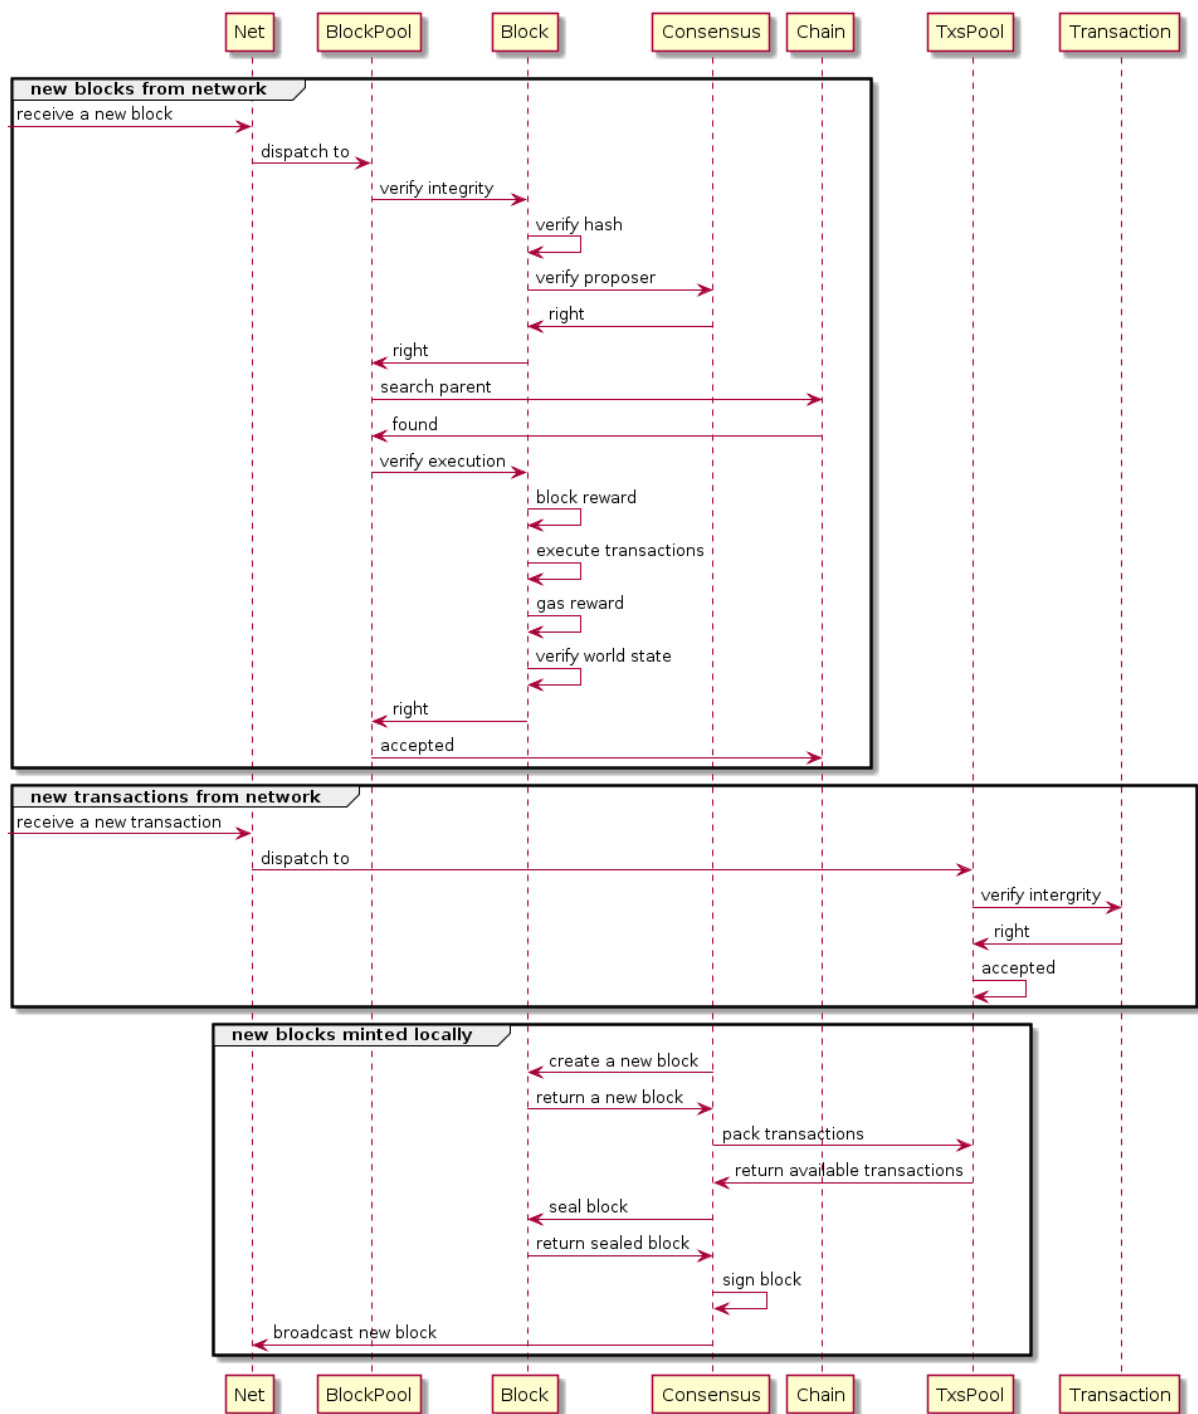 Net BlockPool Block Consensus Chain TxsPool Transaction
new blocks from network
receive a new block
dispatch to
verify integrity
verify hash
verify proposer
right
right
search parent
found
verify execution
block reward
execute transactions
gas reward
verify world state
right
accepted
new transactions from network
receive a new transaction
dispatch to
verify intergrity
right
accepted
new blocks minted locally
create a new block
return a new block
pack transactions
return available transactions
seal block
return sealed block
sign block
broadcast new block
Net BlockPool Block Consensus Chain TxsPool Transaction